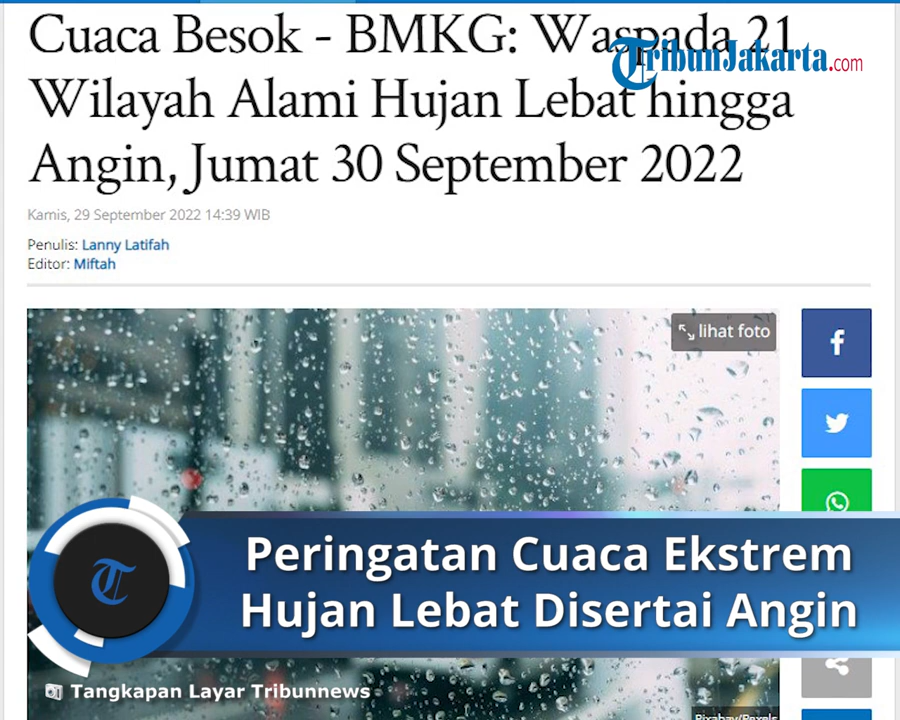 Cuaca Besok - BMKG: Waspada 21
TribunJakarta.com
Wilayah Alami Hujan Lebat hingga
Angin, Jumat 30 September 2022
Kamis, 29 September 2022 14:39 WIB
Penulis: Lanny Latifah
Editor: Miftah
lihat foto
Peringatan Cuaca Ekstrem
Hujan Lebat Disertai Angin
Tangkapan Layar Tribunnews
Pixabay/Pexels